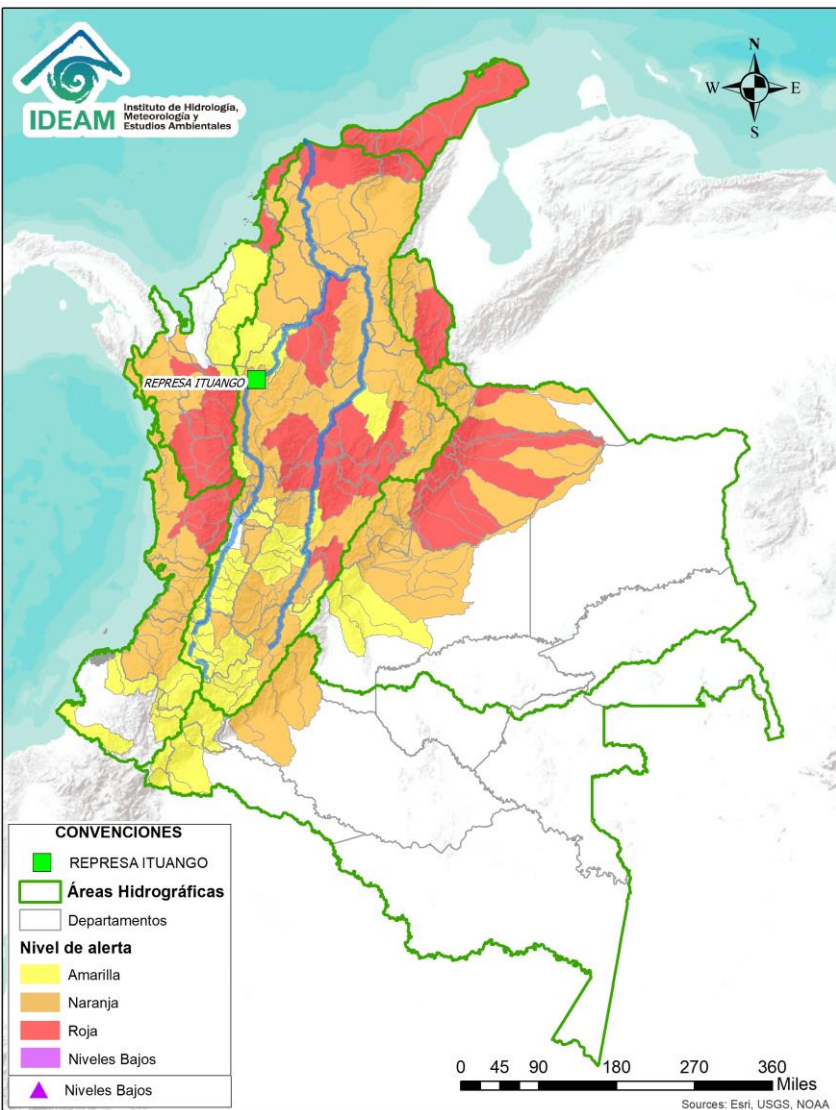 IDEAM
Instituto de Hidrología,
Meteorología y
Estudios Ambientales
N
W
E
S
REPRESA ITUANGO
CONVENCIONES
REPRESA ITUANGO
Áreas Hidrográficas
Departamentos
Nivel de alerta
Amarilla
Naranja
Roja
Niveles Bajos
Niveles Bajos
0 45 90 180 270 360
Miles
Sources: Esri, USGS, NOAA